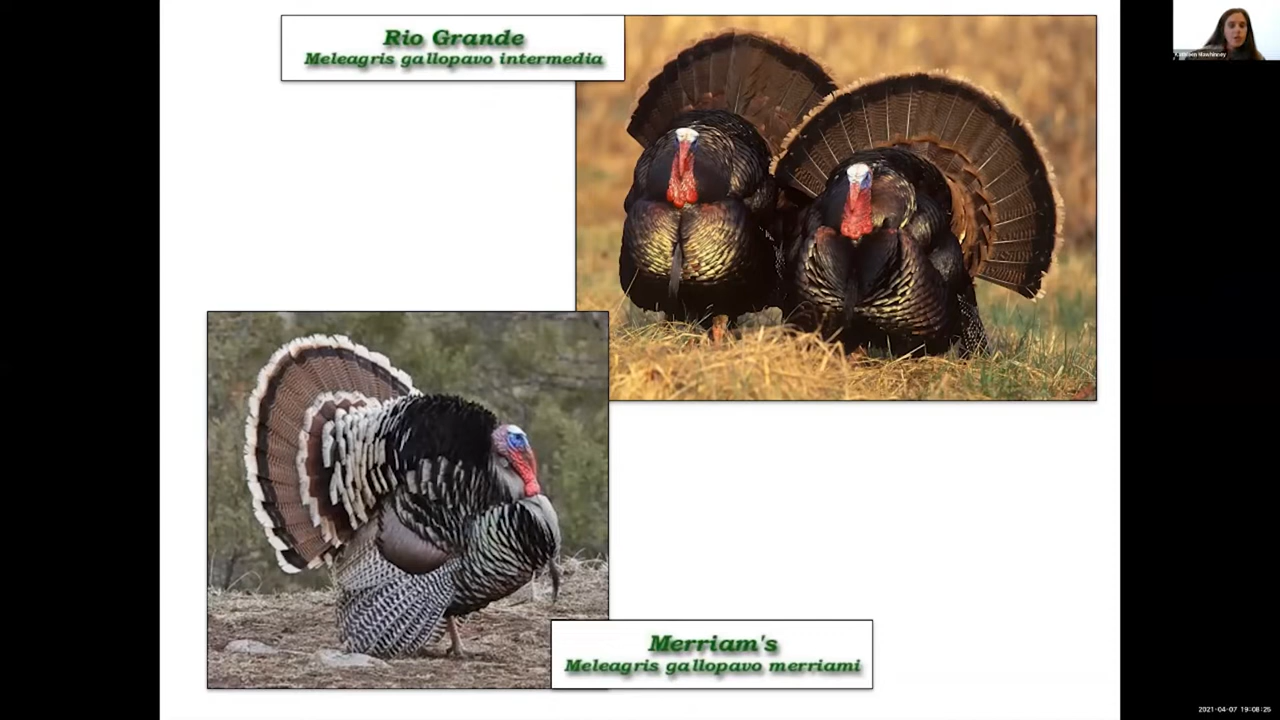 Rio Grande
Meleagris gallopavo intermedia
Merriam's
Meleagris gallopavo merriami
2021-04-07 19:08:25